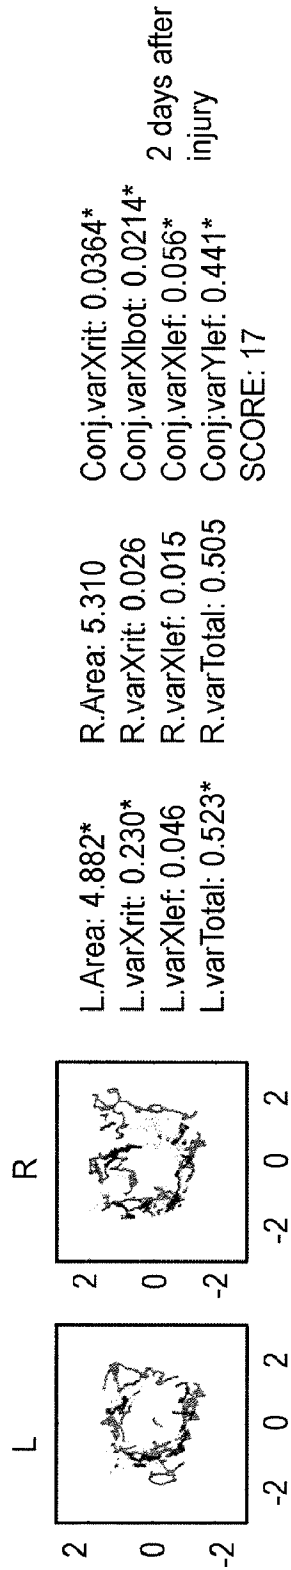 L
R
2
0
-2
-2
0
2
2
0
-2
-2
0
2
L.Area: 4.882*
L.varXrit: 0.230*
L.varXlef: 0.046
L.varTotal: 0.523*
R.Area: 5.310
R.varXrit: 0.026
R.varXlef: 0.015
R.varTotal: 0.505
Conj.varXrit: 0.0364*
Conj.varXlbot: 0.0214*
Conj.varXlef: 0.056*
Conj.varYlef: 0.441*
SCORE: 17
2 days after
injury